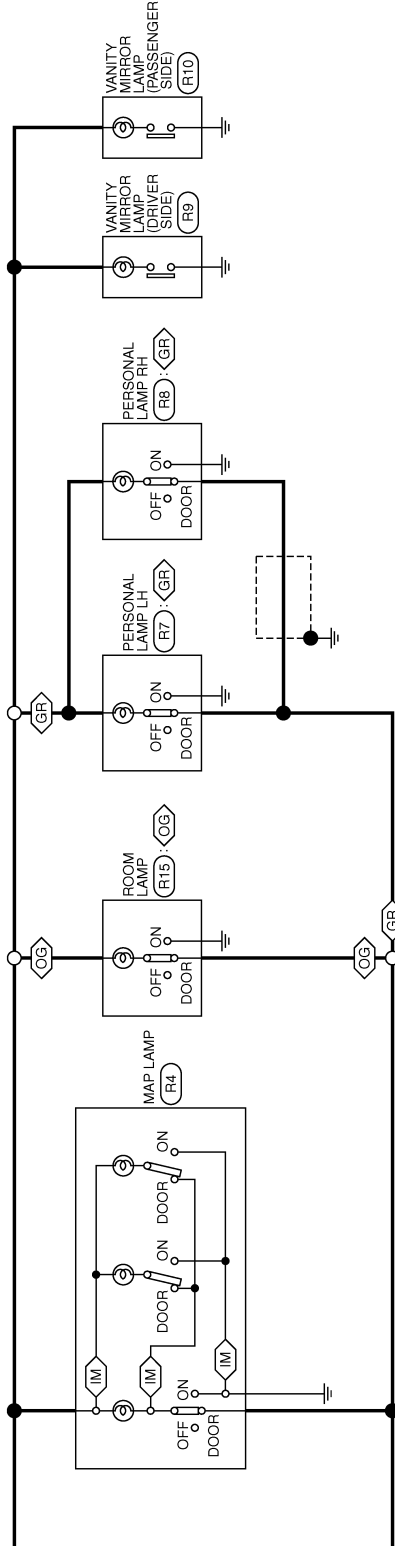 VANITY
MIRROR
LAMP
(PASSENGER
SIDE)
R10
VANITY
MIRROR
LAMP
(DRIVER
SIDE)
R9
PERSONAL
LAMP RH
R8 : GR
ON
OFF
DOOR
PERSONAL
LAMP LH
R7 : GR
GR
ON
OFF
DOOR
ROOM
LAMP
R15 : OG
OG
ON
OFF
DOOR
OG
GR
MAP LAMP
R4
ON
DOOR
ON
DOOR
IM
IM
IM
ON
OFF
DOOR